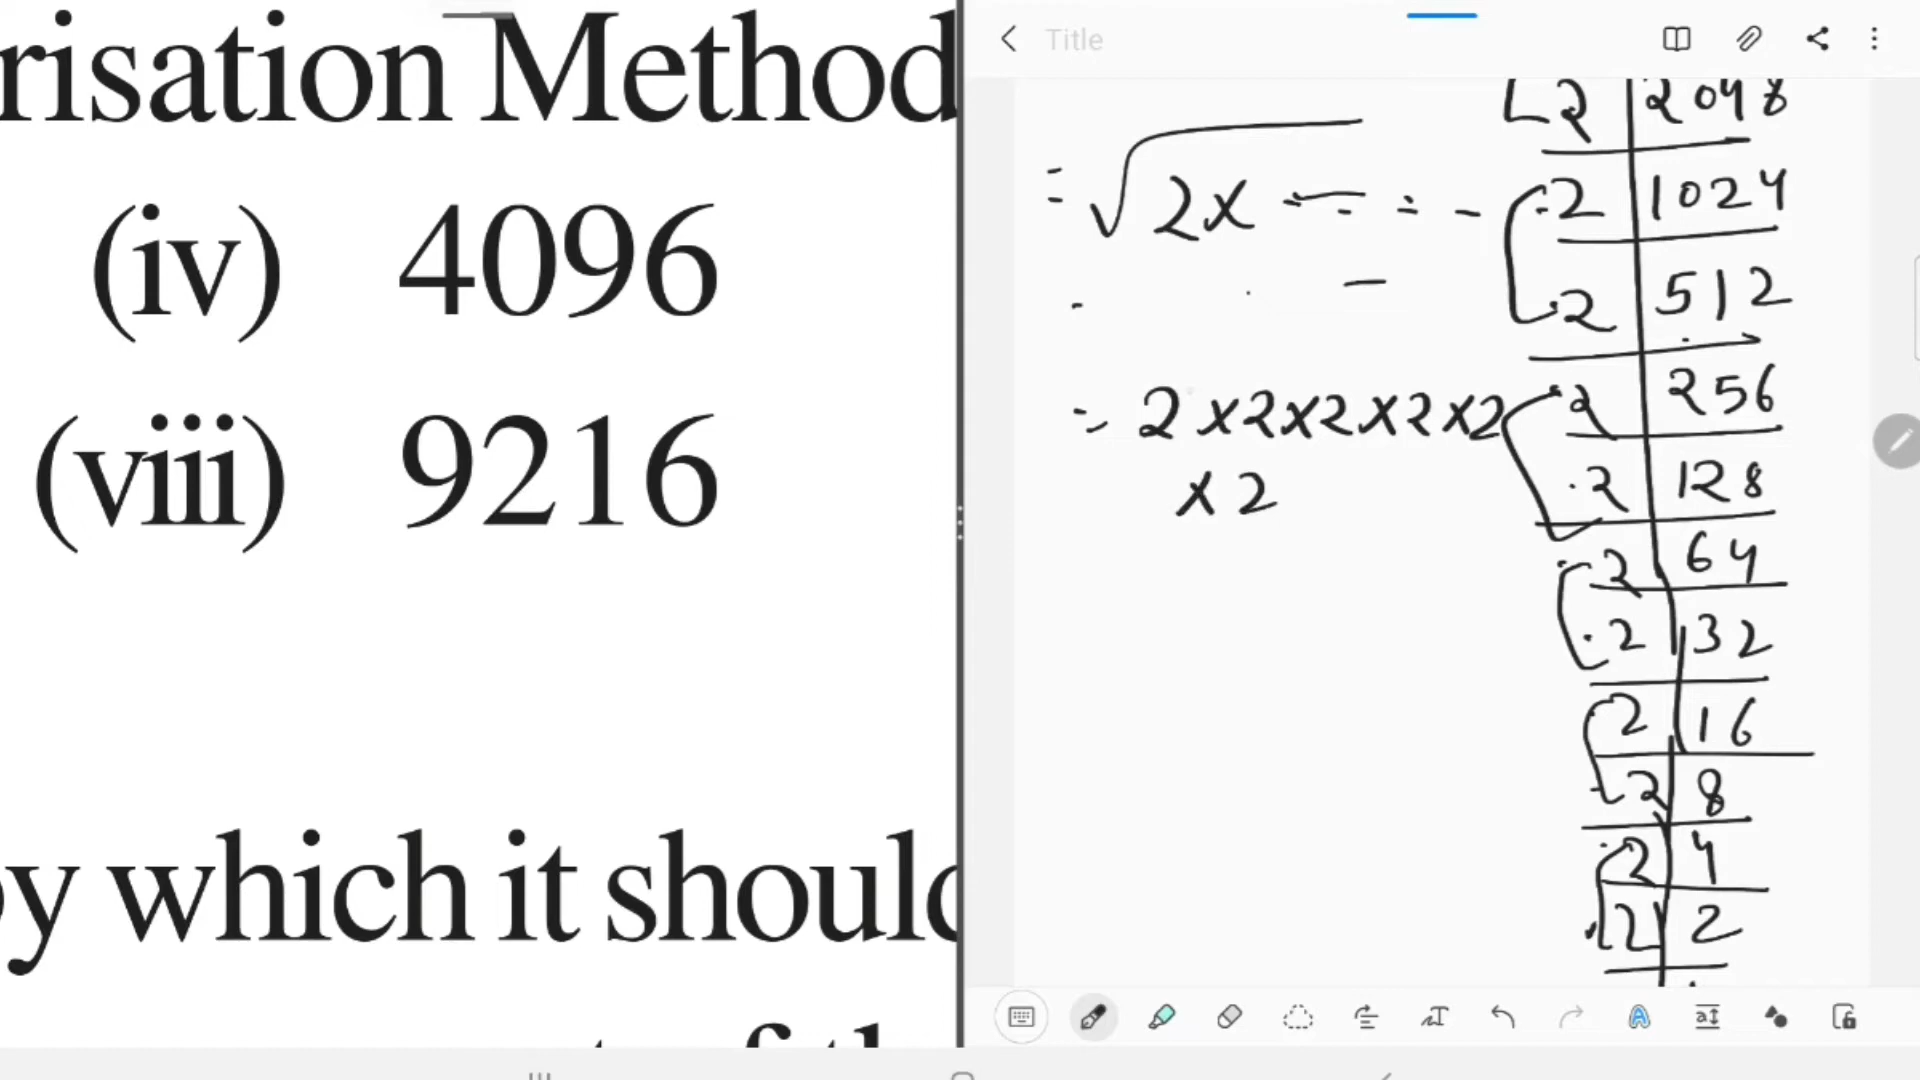 risation Method
(iv) 4096
(viii) 9216
y which it should
Title
2 2048
= √2x - - - -
2 1024
2 512
2 256
= 2x2x2x2x2
2 128
x2
2 64
2 32
2 16
2 8
2 4
2 2